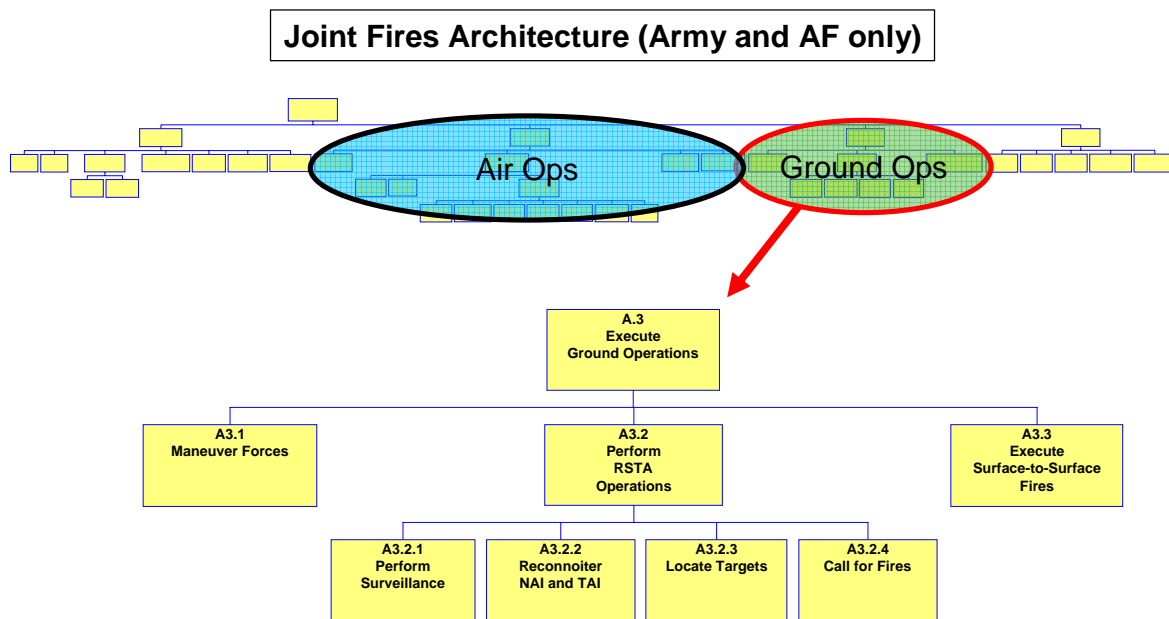 Joint Fires Architecture (Army and AF only)
Air Ops
Ground Ops
A.3
Execute
Ground Operations
A3.1
Maneuver Forces
A3.2
Perform
RSTA
Operations
A3.3
Execute
Surface-to-Surface
Fires
A3.2.1
Perform
Surveillance
A3.2.2
Reconnoiter
NAI and TAI
A3.2.3
Locate Targets
A3.2.4
Call for Fires